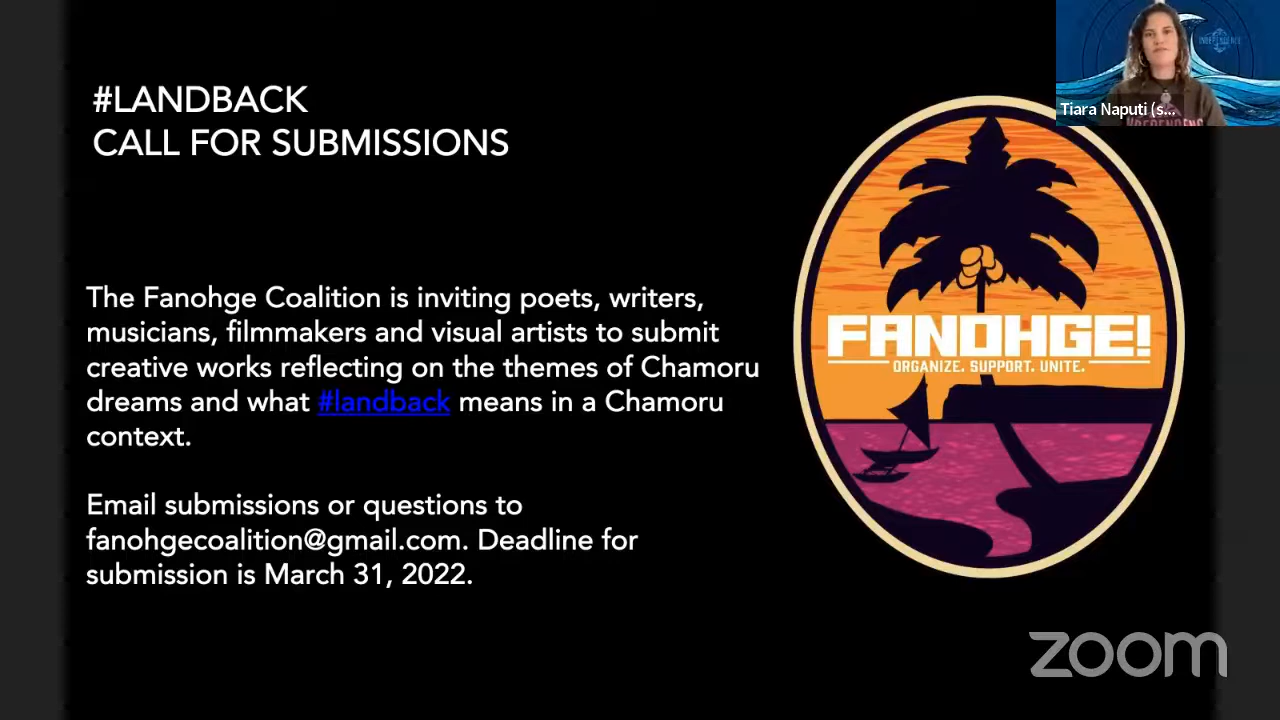 #LANDBACK
CALL FOR SUBMISSIONS
The Fanohge Coalition is inviting poets, writers,
musicians, filmmakers and visual artists to submit
creative works reflecting on the themes of Chamoru
dreams and what #landback means in a Chamoru
context.
Email submissions or questions to
fanohgecoalition@gmail.com. Deadline for
submission is March 31, 2022.
Tiara Naputi (s...
FANOHGE!
ORGANIZE. SUPPORT. UNITE.
zoom